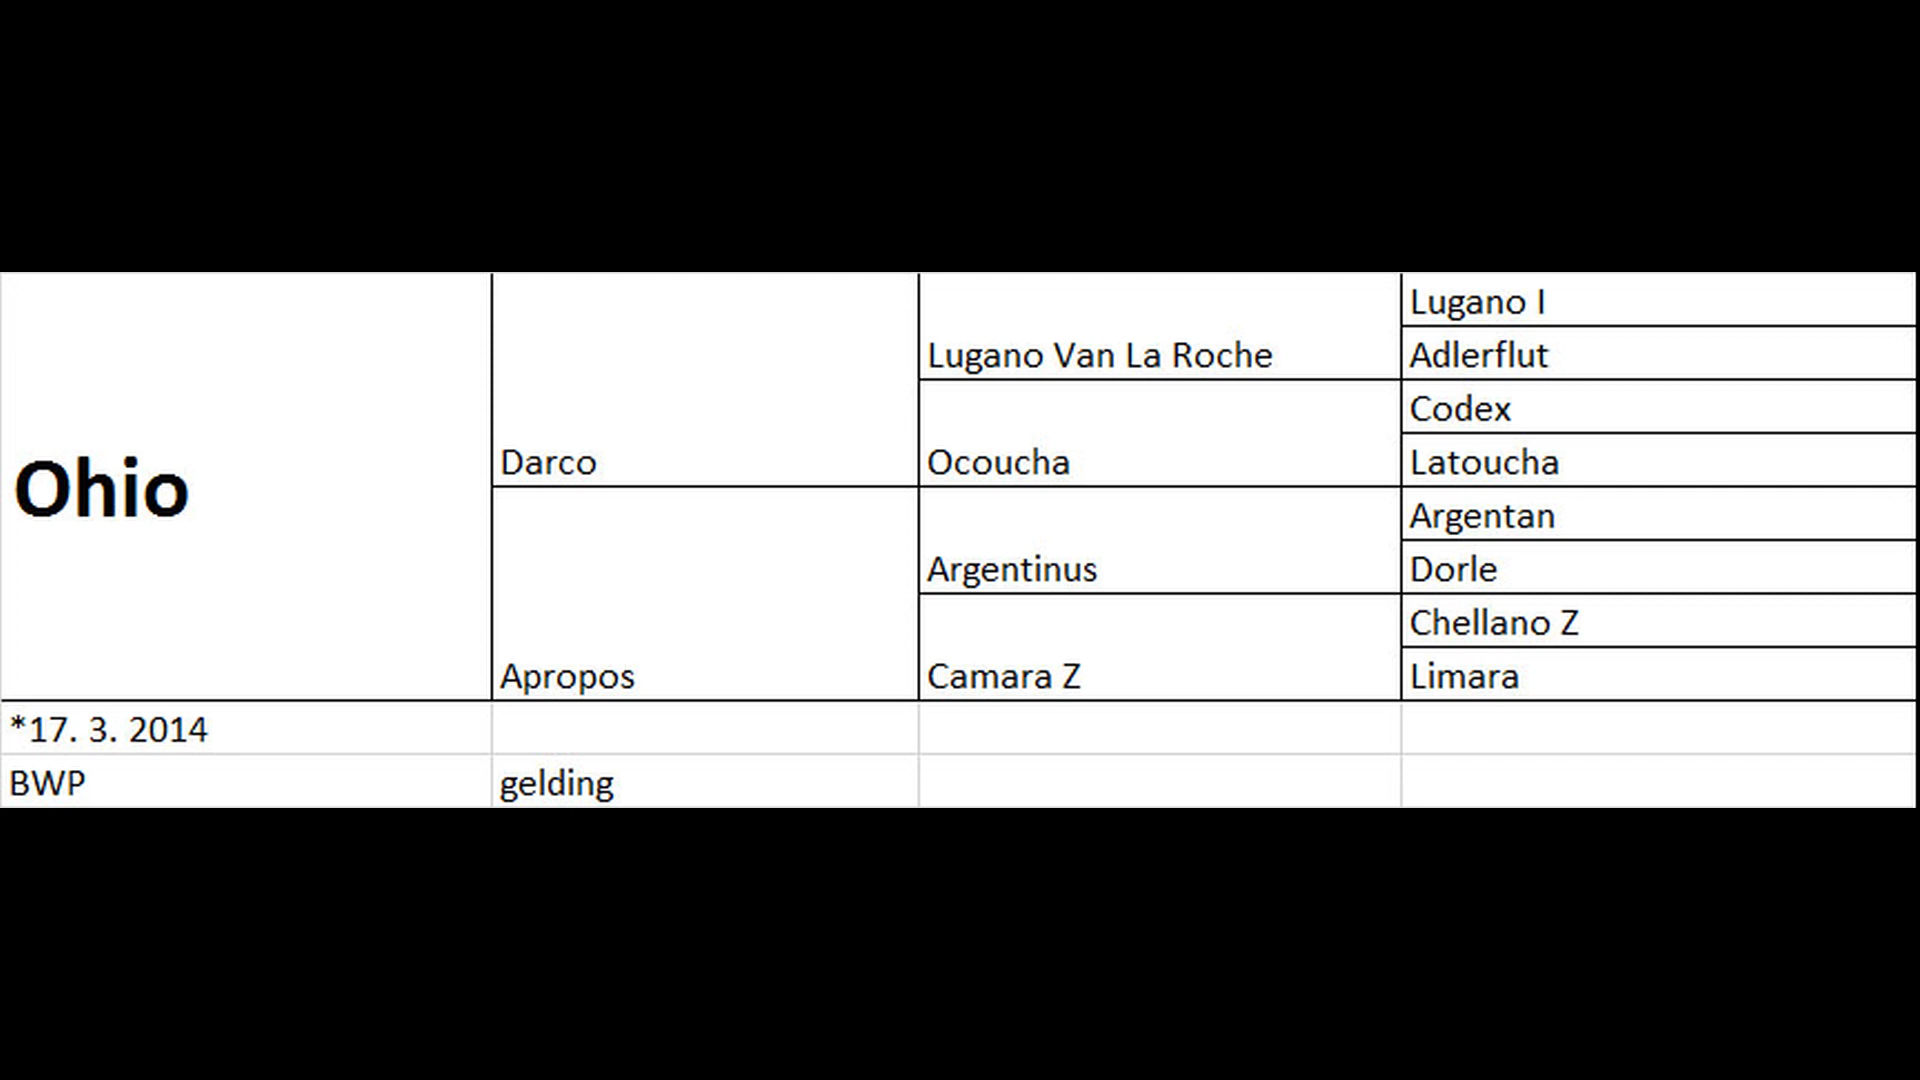 Lugano I
Lugano Van La Roche
Adlerflut
Codex
Ohio
Darco
Ocoucha
Latoucha
Argentan
Argentinus
Dorle
Chellano Z
Apropos
Camara Z
Limara
*17. 3. 2014
BWP
gelding